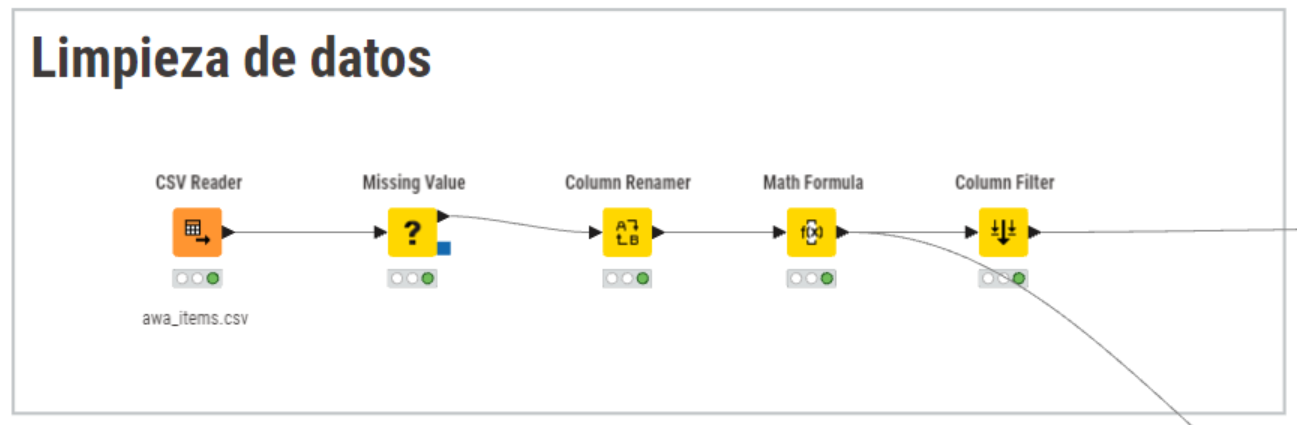 Limpieza de datos
CSV Reader
Missing Value
Column Renamer
Math Formula
Column Filter
?
A
B
f(x)
awa_items.csv